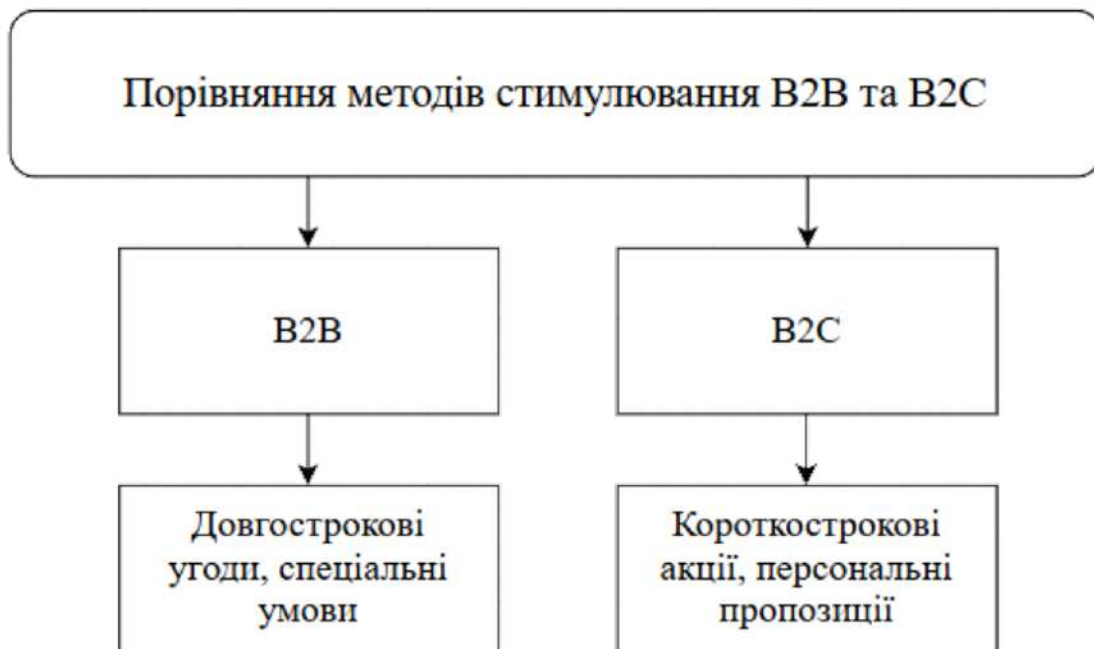 Порівняння методів стимулювання B2B та B2C
B2B
B2C
Довгострокові
угоди, спеціальні
умови
Короткострокові
акції, персональні
пропозиції